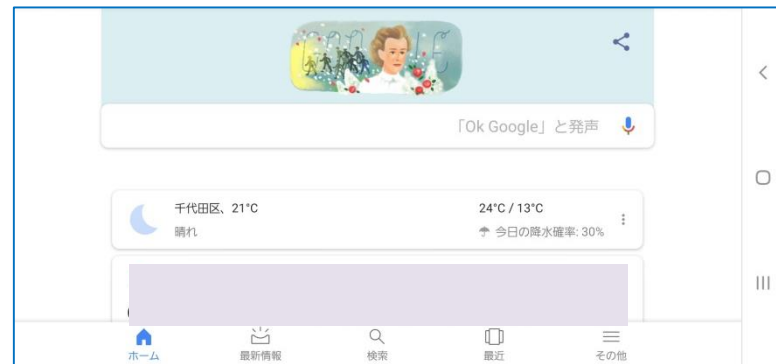 「Ok Google」と発声
千代田区、21°C
24°C / 13°C
晴れ
今日の降水確率: 30%
ホーム
最新情報
検索
最近
その他